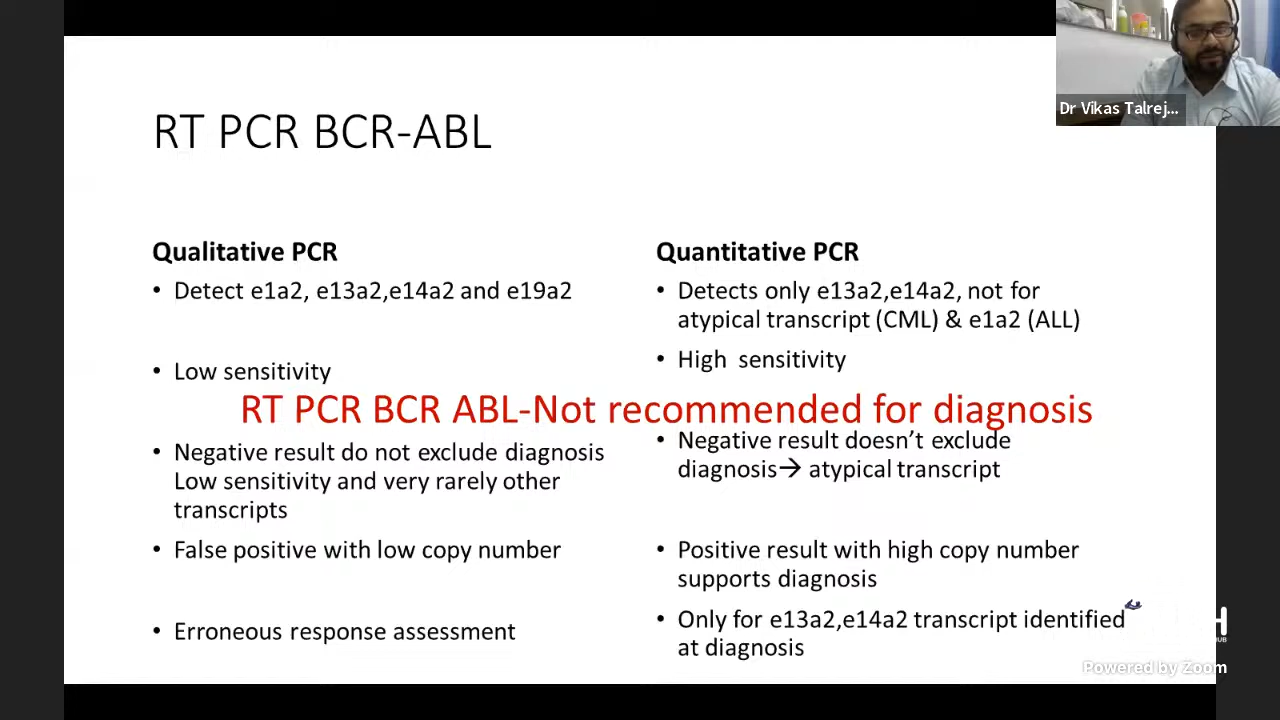 Dr Vikas Talrej...
RT PCR BCR-ABL
Qualitative PCR
• Detect e1a2, e13a2,e14a2 and e19a2
• Low sensitivity
• Negative result do not exclude diagnosis
Low sensitivity and very rarely other
transcripts
• False positive with low copy number
• Erroneous response assessment
Quantitative PCR
• Detects only e13a2,e14a2, not for
atypical transcript (CML) & e1a2 (ALL)
• High sensitivity
• Negative result doesn’t exclude
diagnosis→ atypical transcript
• Positive result with high copy number
supports diagnosis
• Only for e13a2,e14a2 transcript identified
at diagnosis
RT PCR BCR ABL-Not recommended for diagnosis
Powered by Zoom